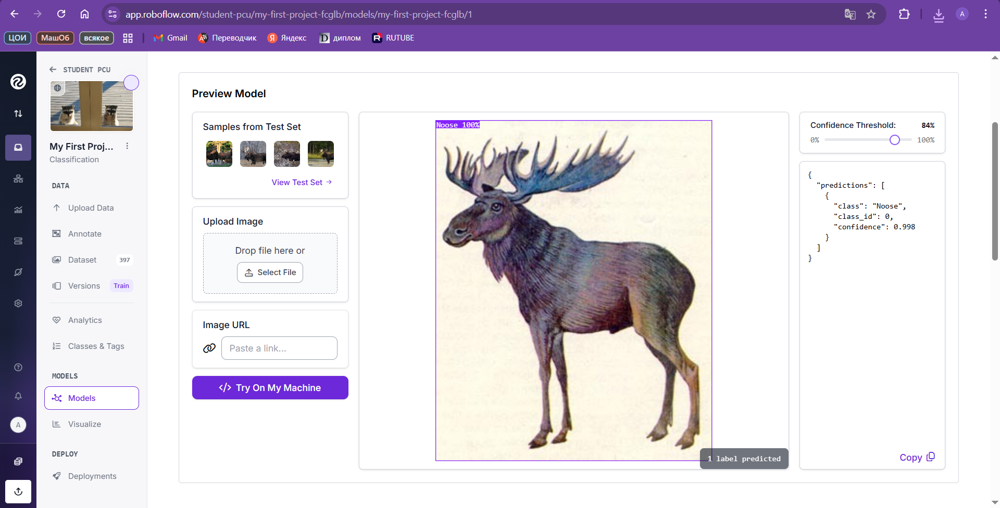 app.roboflow.com/student-pcu/my-first-project-fcglb/models/my-first-project-fcglb/1
A
ЦОИ
МашОб
всякое
Gmail
Переводчик
Яндекс
D
диплом
RUTUBE
STUDENT PCU
My First Proj...
Classification
DATA
Upload Data
Annotate
Dataset
397
Versions
Train
Analytics
Classes & Tags
MODELS
Models
Visualize
DEPLOY
Deployments
A
Preview Model
Samples from Test Set
View Test Set →
Upload Image
Drop file here or
Select File
Image URL
Paste a link...
</> Try On My Machine
Noose 100%
1 label predicted
Confidence Threshold:
84%
0%
100%
{
"predictions": [
{
"class": "Noose",
"class_id": 0,
"confidence": 0.998
}
]
}
Copy